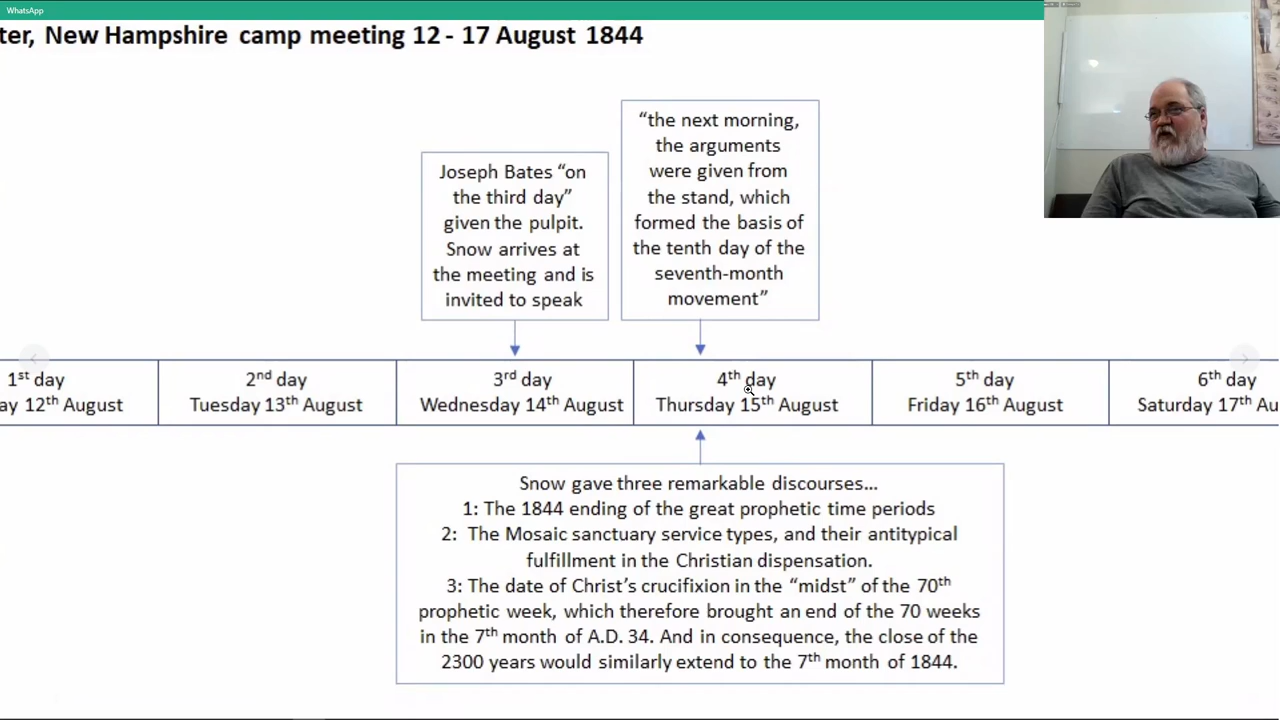 WhatsApp
ter, New Hampshire camp meeting 12 - 17 August 1844
"the next morning,
the arguments
were given from
the stand, which
formed the basis of
the tenth day of the
seventh-month
movement"
Joseph Bates "on
the third day"
given the pulpit.
Snow arrives at
the meeting and is
invited to speak
1st day
ay 12th August
2nd day
Tuesday 13th August
3rd day
Wednesday 14th August
4th day
Thursday 15th August
5th day
Friday 16th August
6th day
Saturday 17th Au
Snow gave three remarkable discourses...
1: The 1844 ending of the great prophetic time periods
2: The Mosaic sanctuary service types, and their antitypical
fulfillment in the Christian dispensation.
3: The date of Christ's crucifixion in the "midst" of the 70th
prophetic week, which therefore brought an end of the 70 weeks
in the 7th month of A.D. 34. And in consequence, the close of the
2300 years would similarly extend to the 7th month of 1844.